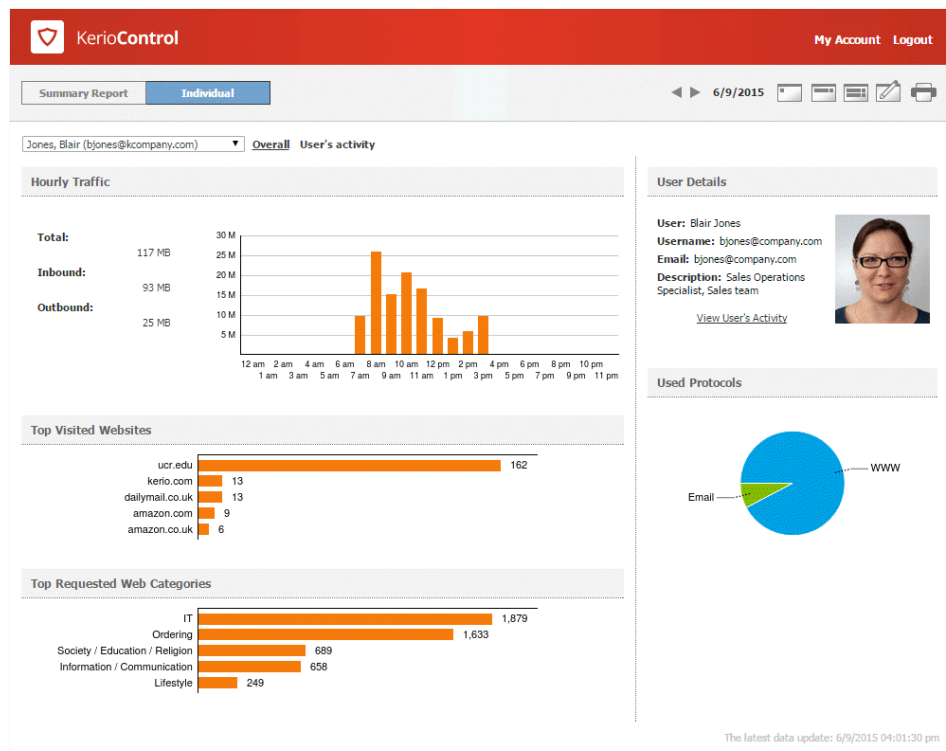 KerioControl
My Account Logout
Summary Report Individual
6/9/2015
Jones, Blair (bjones@kcompany.com) Overall User's activity
Hourly Traffic
Total:
117 MB
Inbound:
93 MB
Outbound:
25 MB
30 M
25 M
20 M
15 M
10 M
5 M
12 am 2 am 4 am 6 am 8 am 10 am 12 pm 2 pm 4 pm 6 pm 8 pm 10 pm
1 am 3 am 5 am 7 am 9 am 11 am 1 pm 3 pm 5 pm 7 pm 9 pm 11 pm
User Details
User: Blair Jones
Username: bjones@company.com
Email: bjones@company.com
Description: Sales Operations
Specialist, Sales team
View User's Activity
Top Visited Websites
ucr.edu 162
kerio.com 13
dailymail.co.uk 13
amazon.com 9
amazon.co.uk 6
Used Protocols
WWW
Email
Top Requested Web Categories
IT 1,879
Ordering 1,633
Society / Education / Religion 689
Information / Communication 658
Lifestyle 249
The latest data update: 6/9/2015 04:01:30 pm